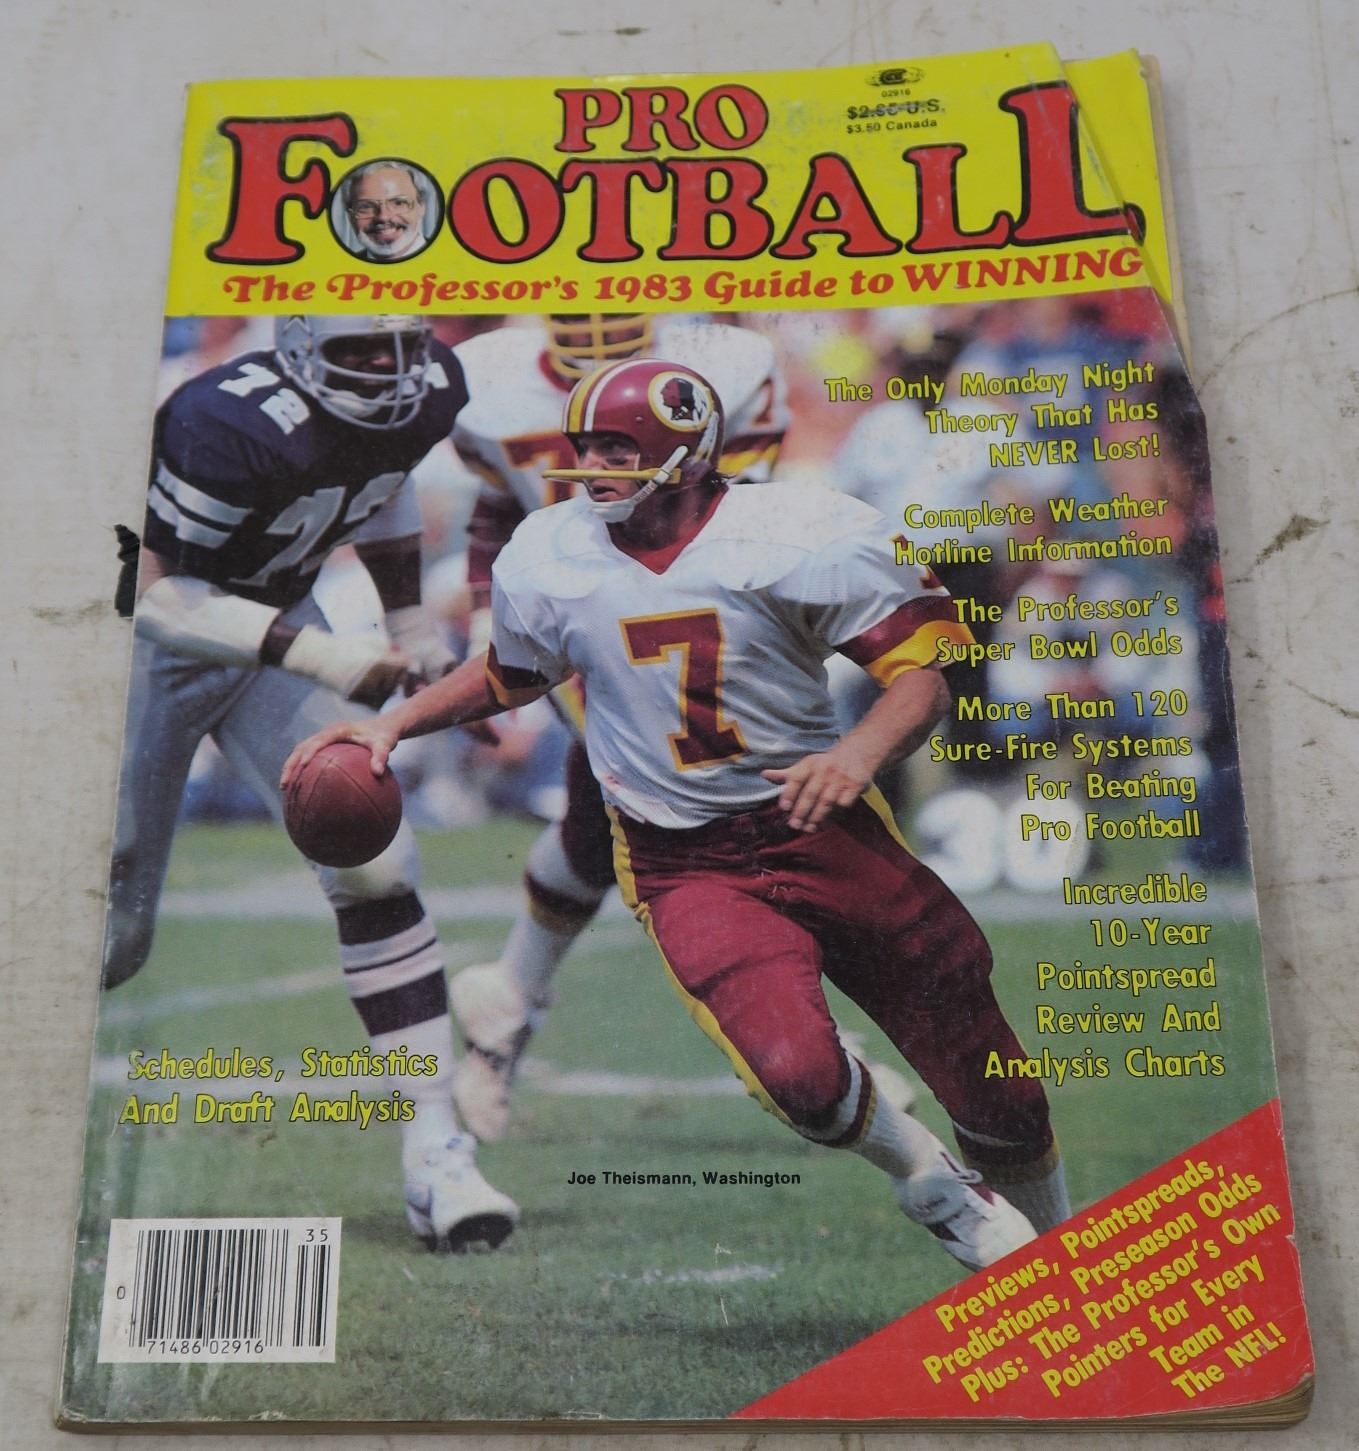 PRO
FOOTBALL
02916
$2.95 U.S.
$3.50 Canada
The Professor's 1983 Guide to WINNING
72
72
7
7
30
The Only Monday Night
Theory That Has
NEVER Lost!
Complete Weather
Hotline Information
The Professor's
Super Bowl Odds
More Than 120
Sure-Fire Systems
For Beating
Pro Football
Incredible
10-Year
Pointspread
Review And
Analysis Charts
Schedules, Statistics
And Draft Analysis
Joe Theismann, Washington
Previews, Pointspreads,
Predictions, Preseason Odds
Plus: The Professor's Own
Pointers for Every
Team in
The NFL!
35
0
71486 02916